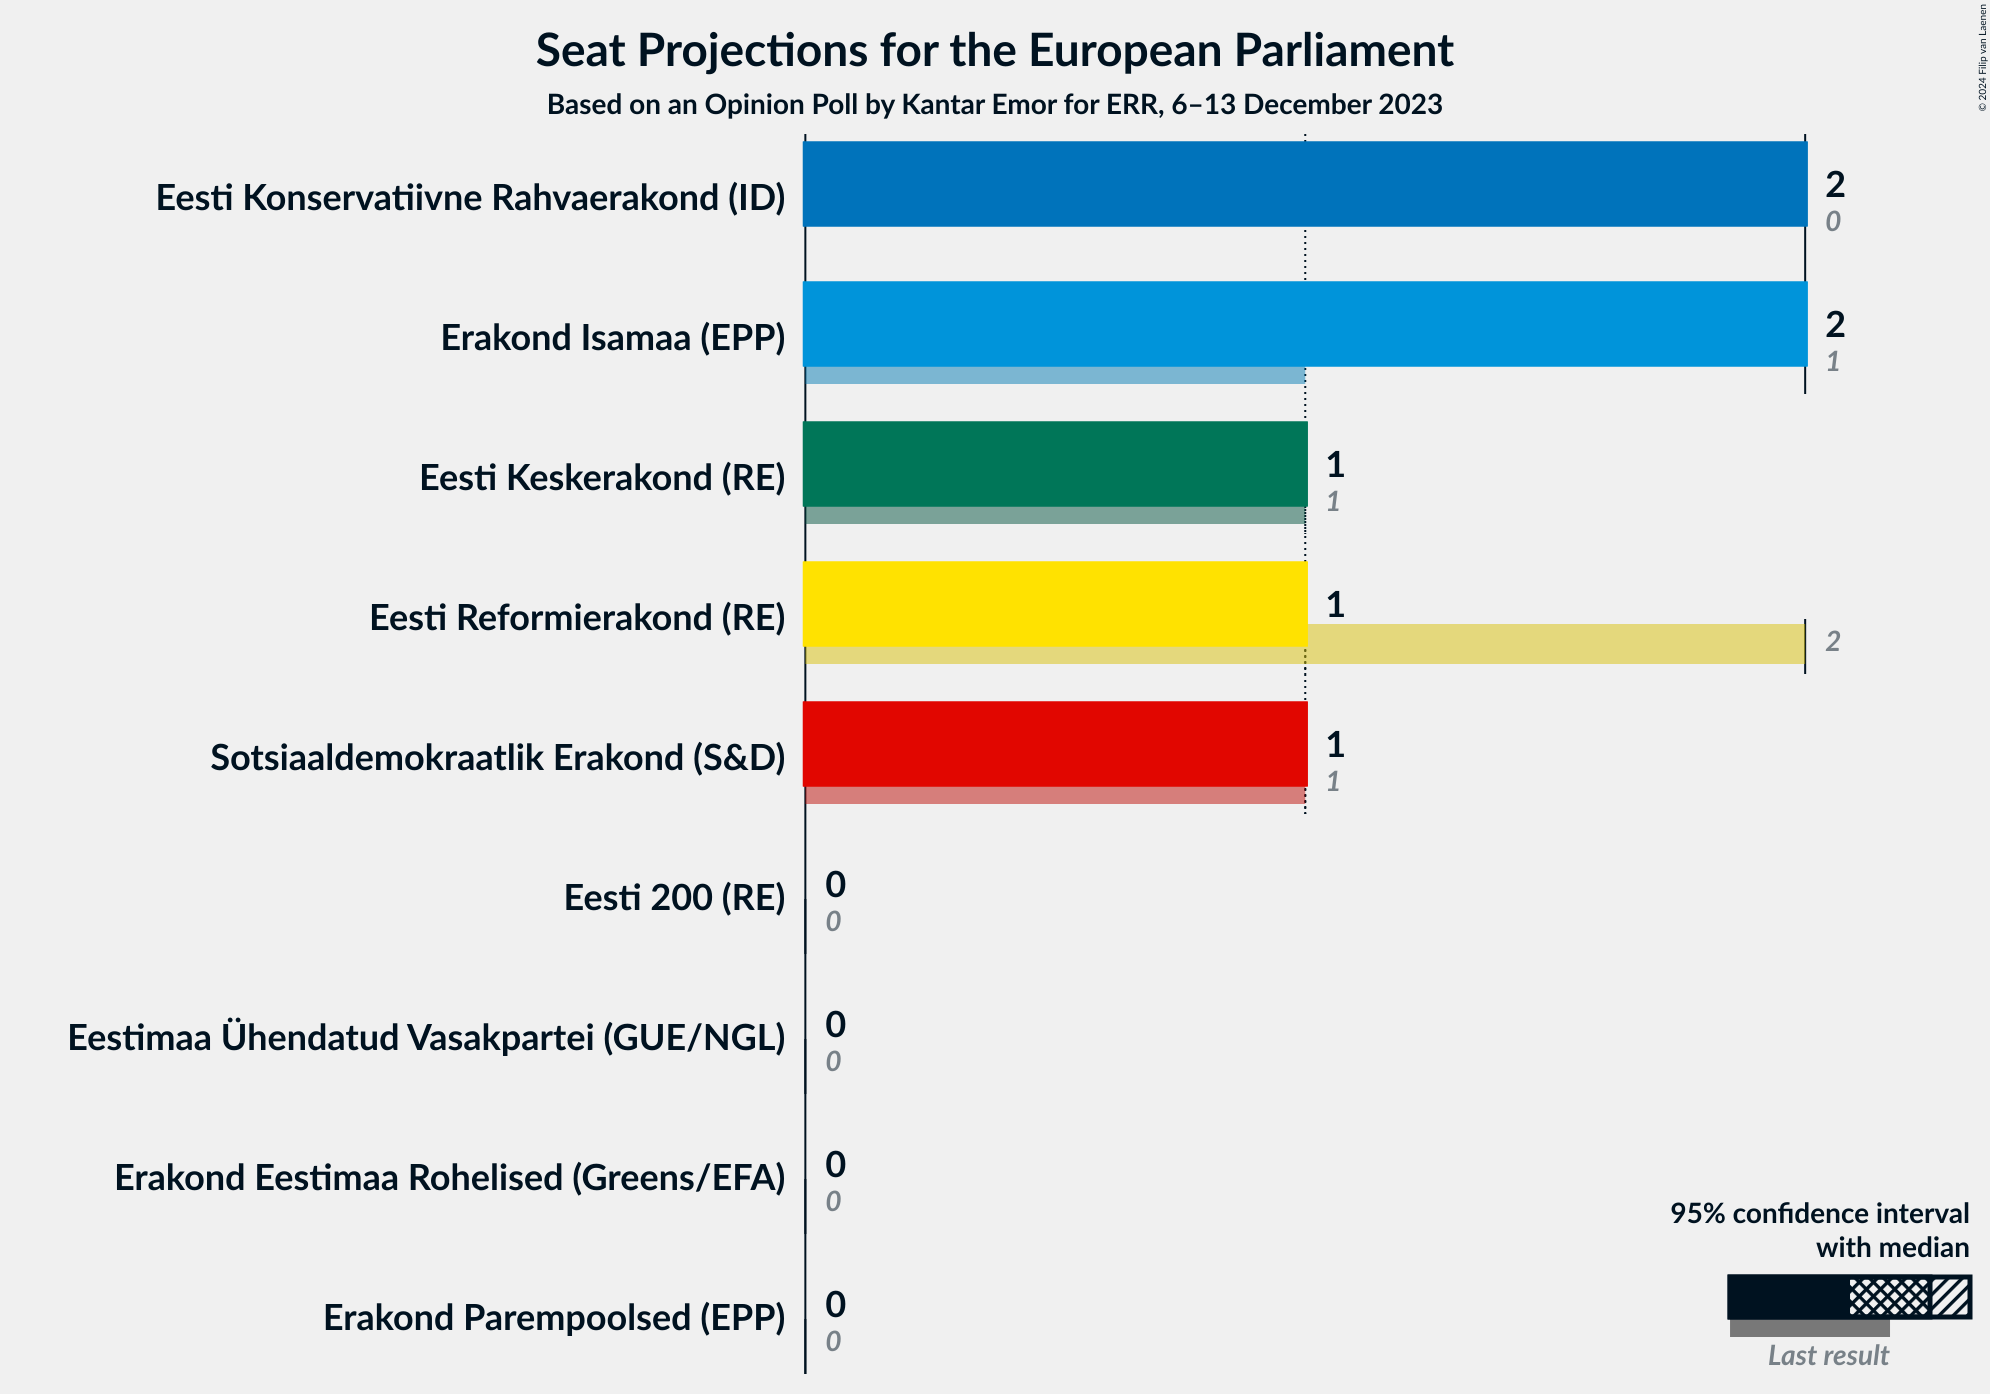 Seat Projections for the European Parliament
Based on an Opinion Poll by Kantar Emor for ERR, 6–13 December 2023
© 2024 Filip van Laenen
Eesti Konservatiivne Rahvaerakond (ID)
2
0
Erakond Isamaa (EPP)
2
1
Eesti Keskerakond (RE)
1
1
Eesti Reformierakond (RE)
1
2
Sotsiaaldemokraatlik Erakond (S&D)
1
1
Eesti 200 (RE)
0
0
Eestimaa Ühendatud Vasakpartei (GUE/NGL)
0
0
Erakond Eestimaa Rohelised (Greens/EFA)
0
0
Erakond Parempoolsed (EPP)
0
0
95% confidence interval
with median
Last result